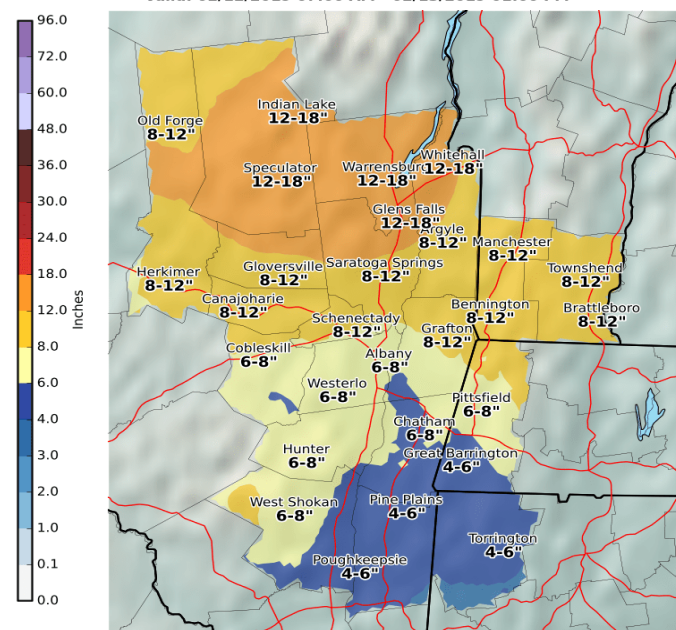 96.0
72.0
60.0
48.0
36.0
30.0
24.0
18.0
12.0
8.0
6.0
4.0
3.0
2.0
1.0
0.1
0.0
Inches
Indian Lake
12-18"
Old Forge
8-12"
Whitehall
12-18"
Speculator
12-18"
Warrensburg
12-18"
Glens Falls
12-18"
Argyle
8-12"
Manchester
8-12"
Saratoga Springs
8-12"
Gloversville
8-12"
Herkimer
8-12"
Townshend
8-12"
Canajoharie
8-12"
Bennington
8-12"
Brattleboro
8-12"
Schenectady
8-12"
Grafton
8-12"
Cobleskill
6-8"
Albany
6-8"
Westerlo
6-8"
Pittsfield
6-8"
Chatham
6-8"
Hunter
6-8"
Great Barrington
4-6"
West Shokan
6-8"
Pine Plains
4-6"
Torrington
4-6"
Poughkeepsie
4-6"